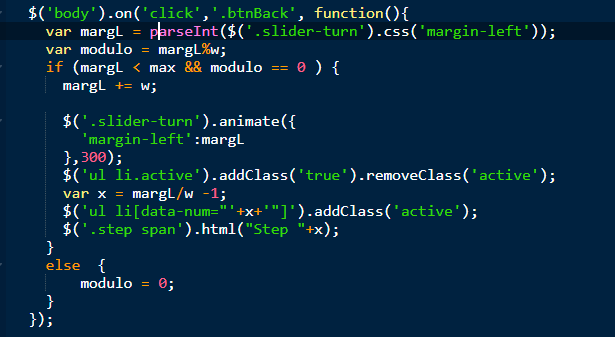 $('body').on('click','.btnBack', function(){
var margL = parseInt($('.slider-turn').css('margin-left'));
var modulo = margL%w;
if (margL < max && modulo == 0 ) {
margL += w;
$('.slider-turn').animate({
'margin-left':margL
},300);
$('ul li.active').addClass('true').removeClass('active');
var x = margL/w -1;
$('ul li[data-num="'+x+'"]').addClass('active');
$('.step span').html("Step "+x);
}
else  {
modulo = 0;
}
});